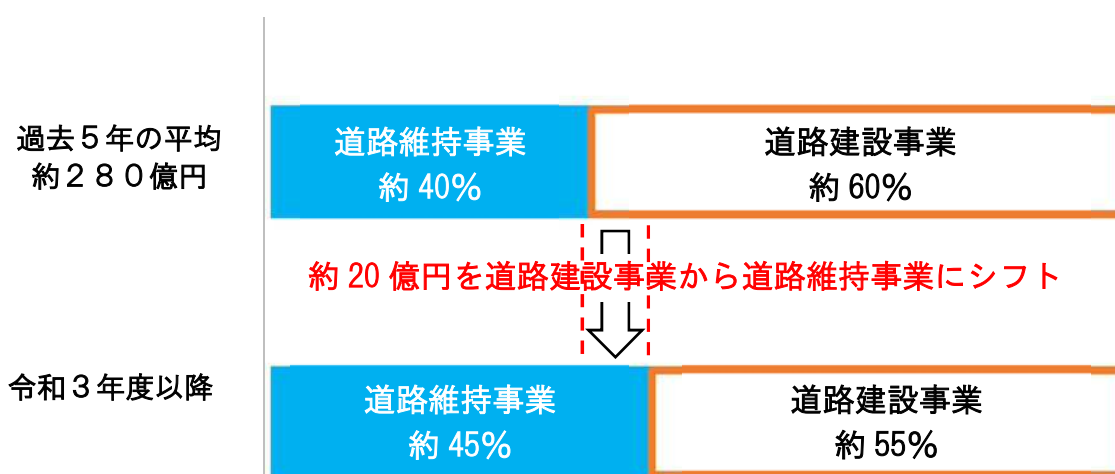 過去５年の平均
約２８０億円
道路維持事業
約 40%
道路建設事業
約 60%
約 20 億円を道路建設事業から道路維持事業にシフト
令和３年度以降
道路維持事業
約 45%
道路建設事業
約 55%